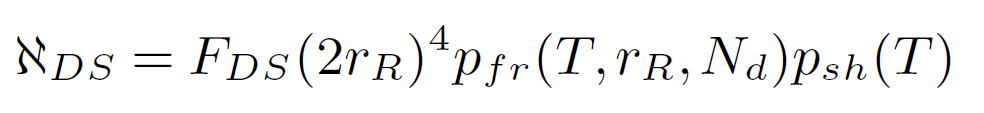 ℵ_{DS} = F_{DS}(2r_R)^4 p_{fr}(T, r_R, N_d) p_{sh}(T)